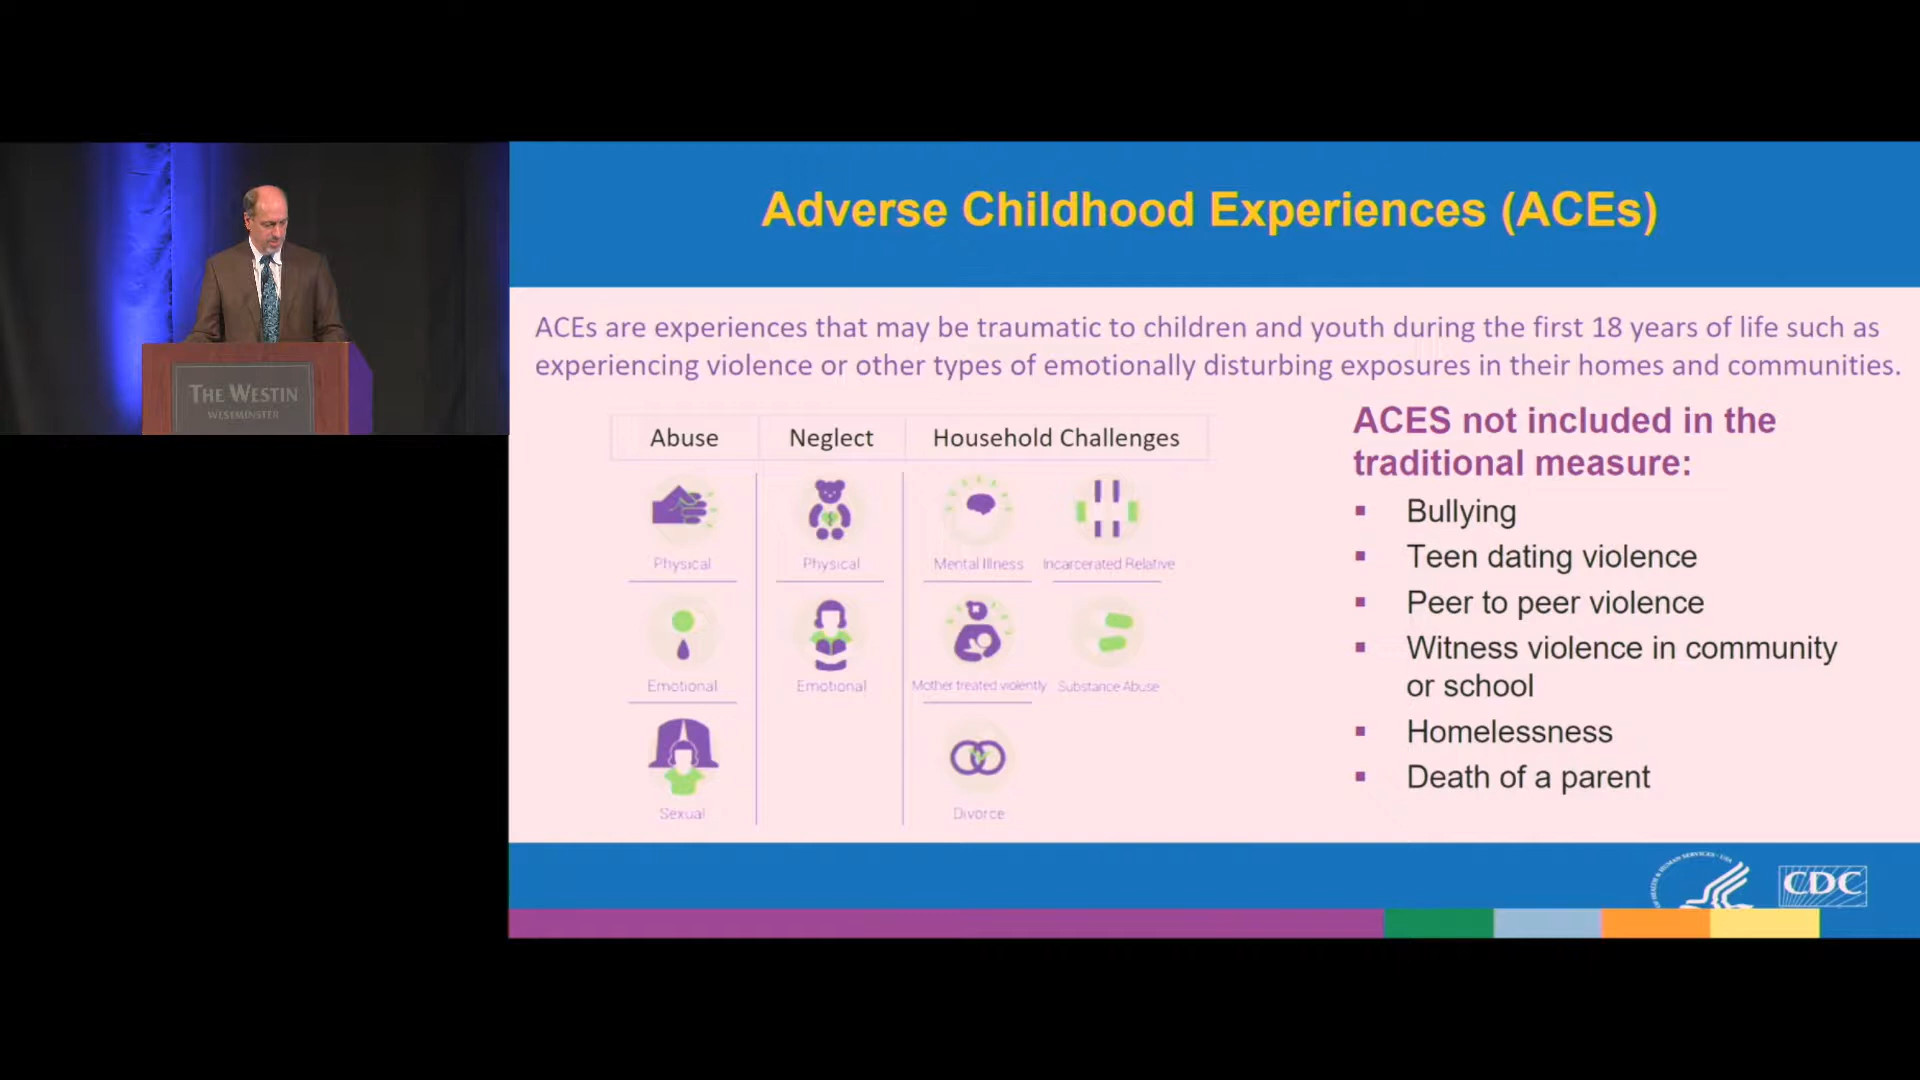 THE WESTIN
WESTMINSTER
Adverse Childhood Experiences (ACEs)
ACEs are experiences that may be traumatic to children and youth during the first 18 years of life such as
experiencing violence or other types of emotionally disturbing exposures in their homes and communities.
Abuse Neglect Household Challenges
Physical Physical Mental Illness Incarcerated Relative
Emotional Emotional Mother treated violently Substance Abuse
Sexual Divorce
ACES not included in the
traditional measure:
▪ Bullying
▪ Teen dating violence
▪ Peer to peer violence
▪ Witness violence in community
or school
▪ Homelessness
▪ Death of a parent
HEALTH & HUMAN SERVICES · USA
CDC